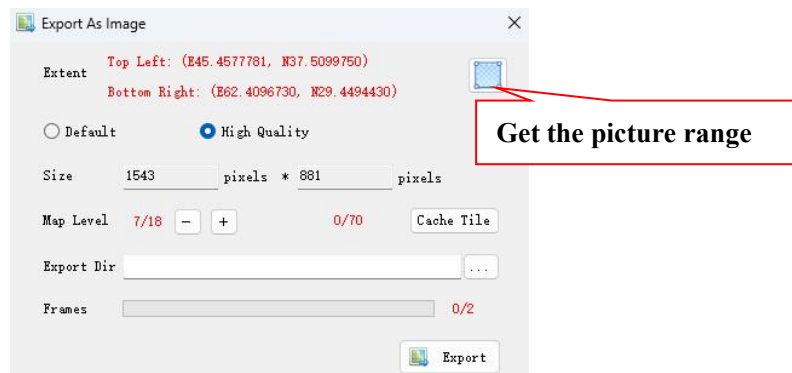 Export As Image
Top Left: (E45.4577781, N37.5099750)
Extent
Bottom Right: (E62.4096730, N29.4494430)
Get the picture range
Default High Quality
Size 1543 pixels * 881 pixels
Map Level 7/18 - + 0/70 Cache Tile
Export Dir ...
Frames 0/2
Export